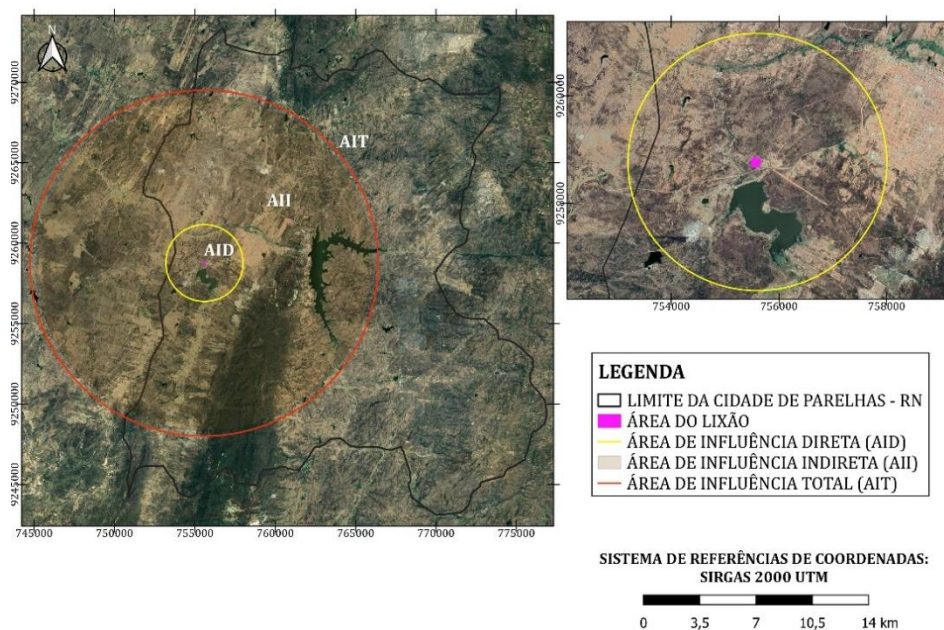 N
9270000
9265000
9260000
9255000
9250000
9245000
AIT
AII
AID
745000 750000 755000 760000 765000 770000 775000
9260000
9258000
754000 756000 758000
LEGENDA
LIMITE DA CIDADE DE PARELHAS - RN
ÁREA DO LIXÃO
ÁREA DE INFLUÊNCIA DIRETA (AID)
ÁREA DE INFLUÊNCIA INDIRETA (AII)
ÁREA DE INFLUÊNCIA TOTAL (AIT)
SISTEMA DE REFERÊNCIAS DE COORDENADAS:
SIRGAS 2000 UTM
0 3,5 7 10,5 14 km